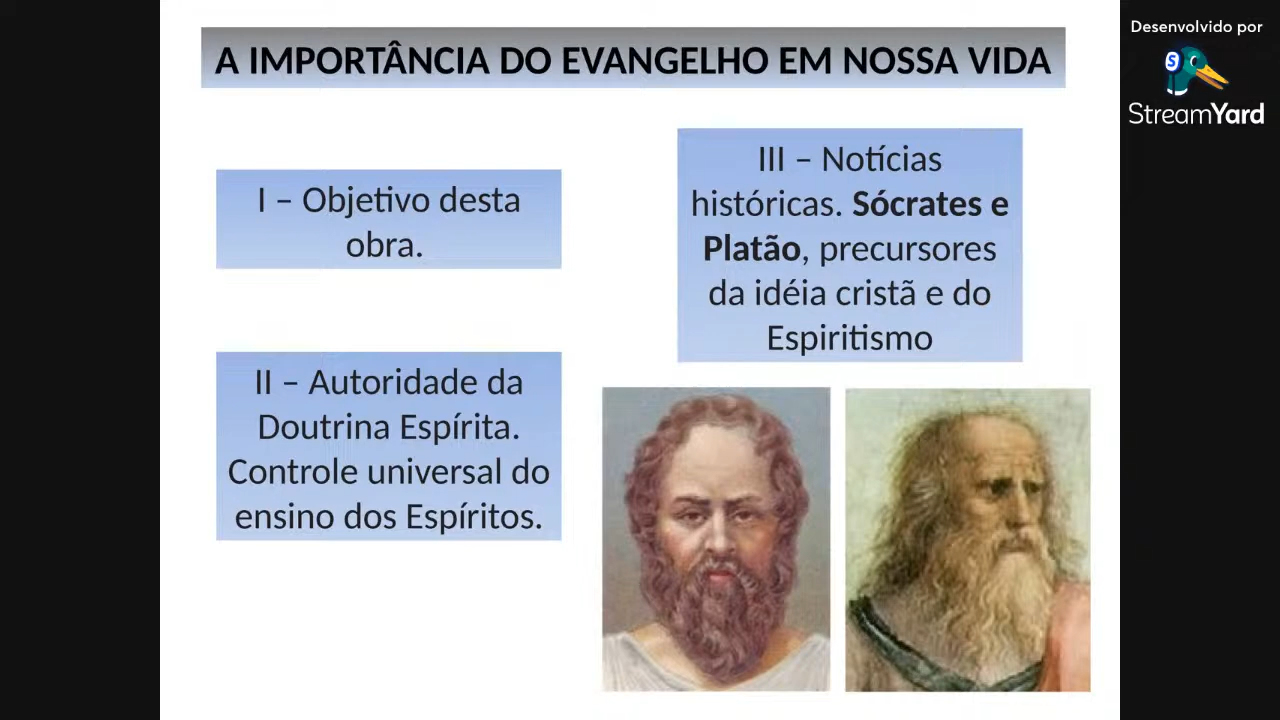 A IMPORTÂNCIA DO EVANGELHO EM NOSSA VIDA
I – Objetivo desta
obra.
II – Autoridade da
Doutrina Espírita.
Controle universal do
ensino dos Espíritos.
III – Notícias
históricas. Sócrates e
Platão, precursores
da idéia cristã e do
Espiritismo
Desenvolvido por
S
StreamYard